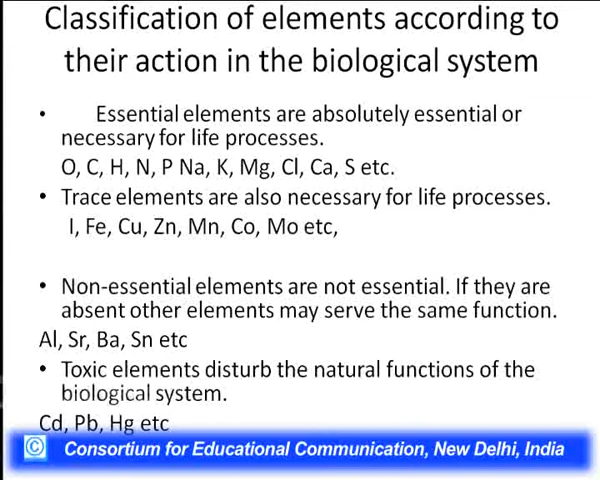 Classification of elements according to
their action in the biological system
• Essential elements are absolutely essential or
necessary for life processes.
O, C, H, N, P Na, K, Mg, Cl, Ca, S etc.
• Trace elements are also necessary for life processes.
I, Fe, Cu, Zn, Mn, Co, Mo etc,
• Non-essential elements are not essential. If they are
absent other elements may serve the same function.
Al, Sr, Ba, Sn etc
• Toxic elements disturb the natural functions of the
biological system.
Cd, Pb, Hg etc
© Consortium for Educational Communication, New Delhi, India